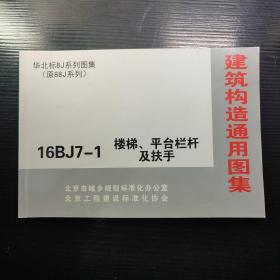 华北标BJ系列图集
(原88J系列)
16BJ7-1
楼梯、平台栏杆
及扶手
北京市城乡规划标准化办公室
北京工程建设标准化协会
建筑构造通用图集